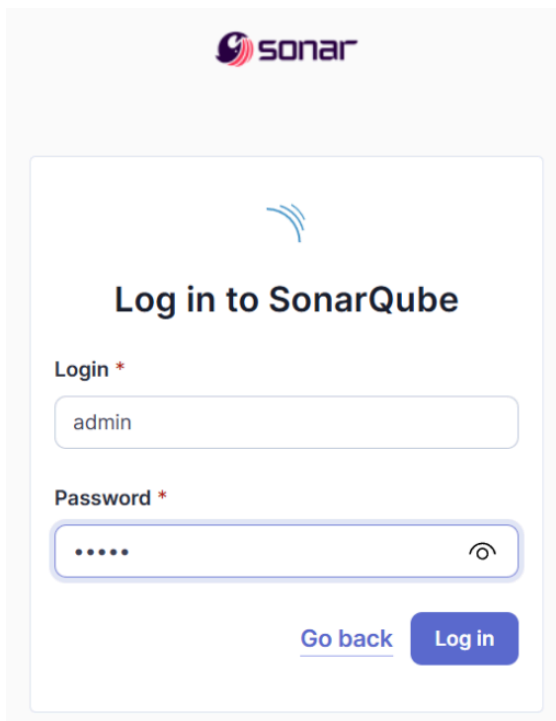 sonar
Log in to SonarQube
Login *
admin
Password *
•••••
Go back Log in